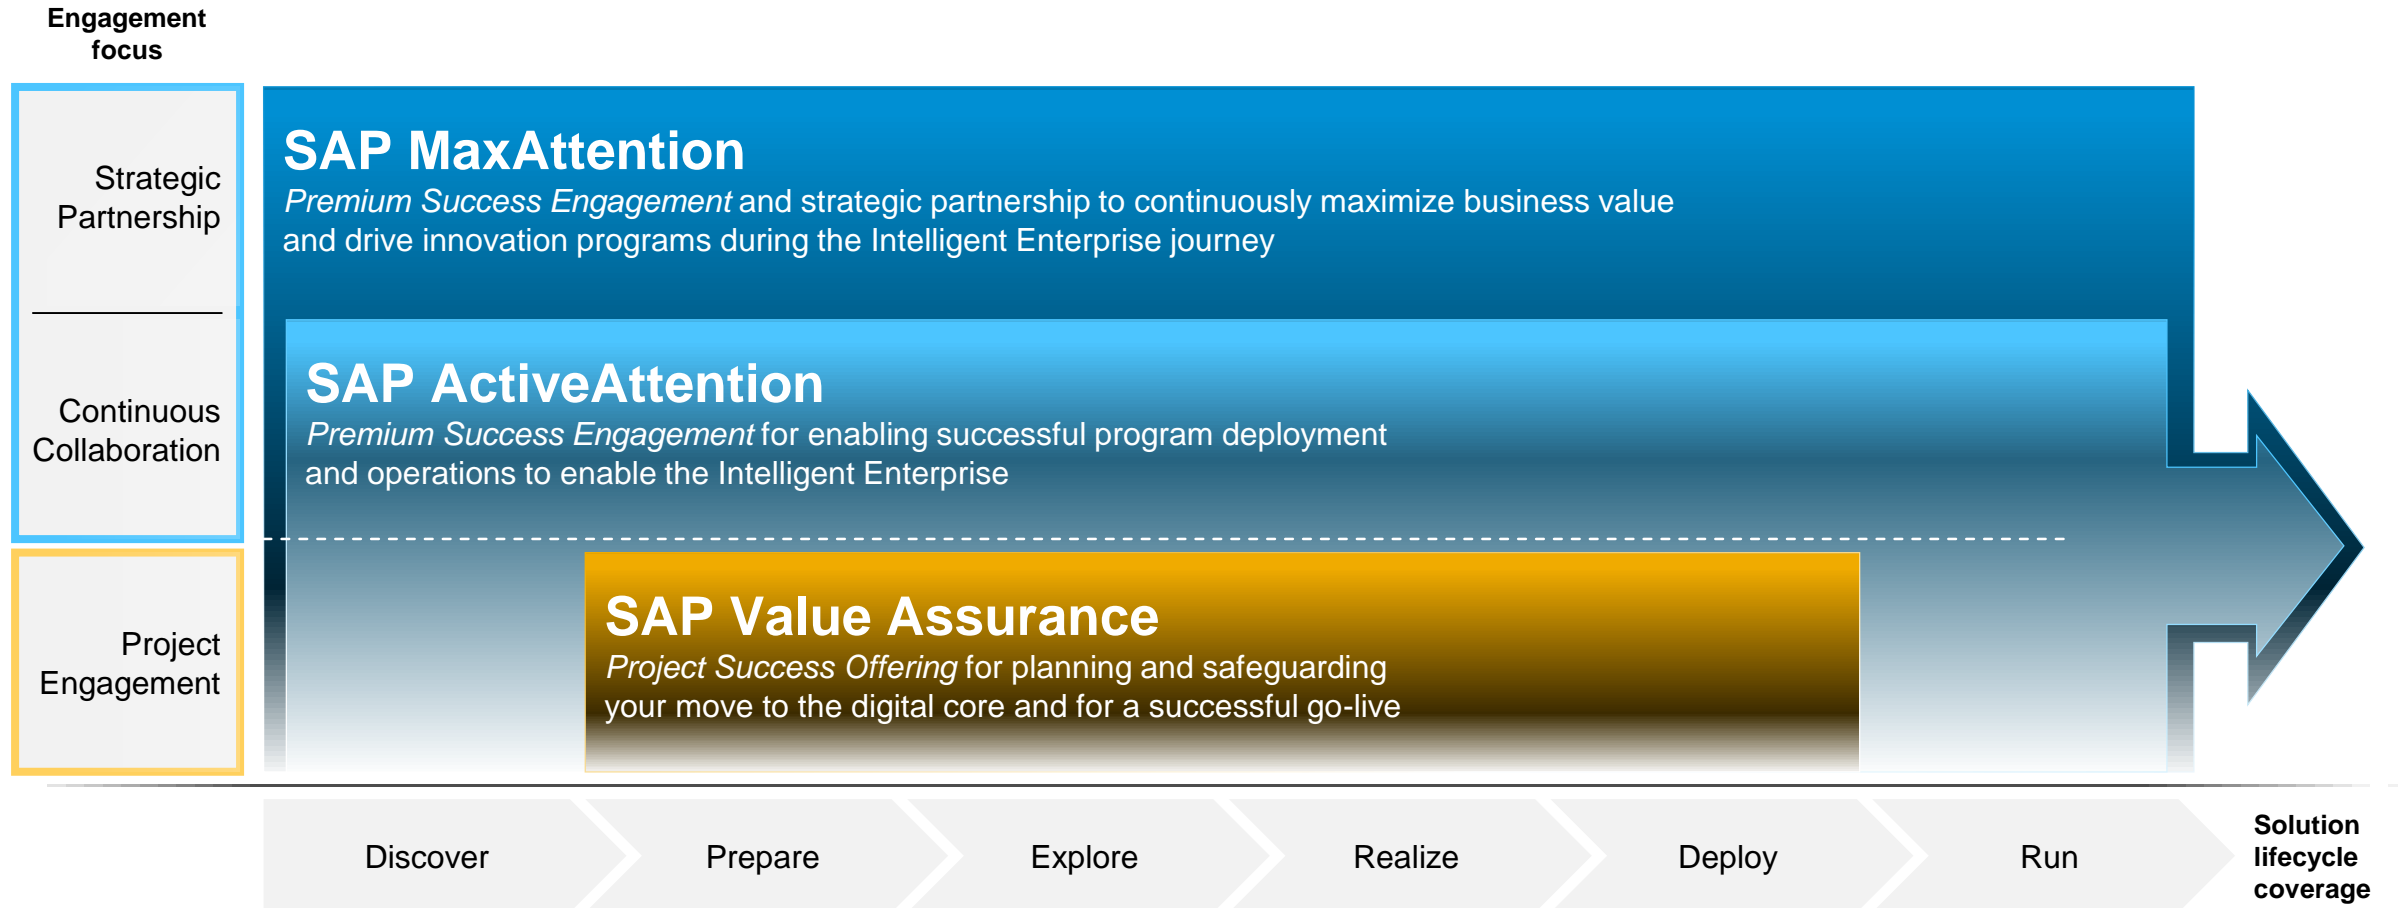 Engagement
focus
Strategic
Partnership
SAP MaxAttention
Premium Success Engagement and strategic partnership to continuously maximize business value
and drive innovation programs during the Intelligent Enterprise journey
Continuous
Collaboration
SAP ActiveAttention
Premium Success Engagement for enabling successful program deployment
and operations to enable the Intelligent Enterprise
Project
Engagement
SAP Value Assurance
Project Success Offering for planning and safeguarding
your move to the digital core and for a successful go-live
Discover
Prepare
Explore
Realize
Deploy
Run
Solution
lifecycle
coverage